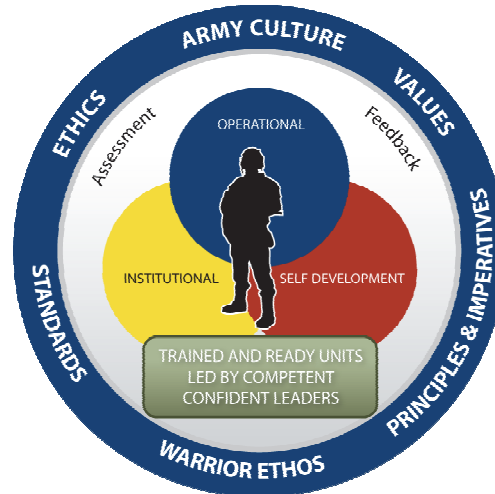 ARMY CULTURE
ETHICS
VALUES
Assessment
Feedback
OPERATIONAL
INSTITUTIONAL
SELF DEVELOPMENT
STANDARDS
PRINCIPLES & IMPERATIVES
TRAINED AND READY UNITS
LED BY COMPETENT
CONFIDENT LEADERS
WARRIOR ETHOS